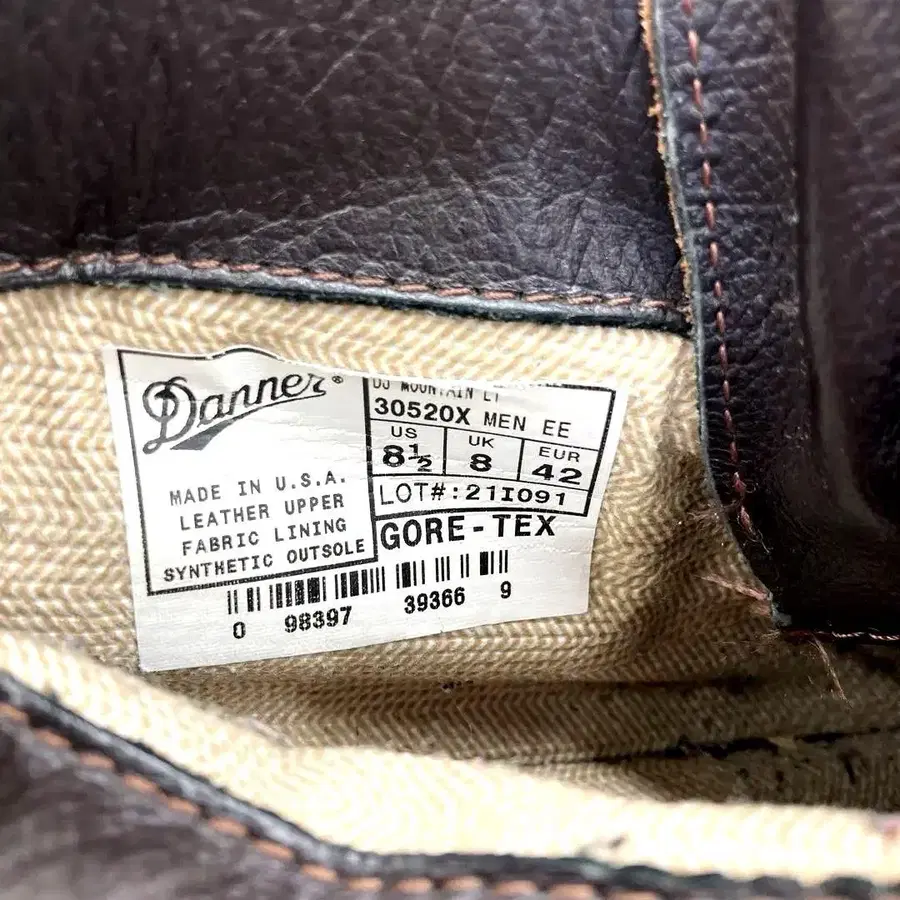 Danner®
MADE IN U.S.A.
LEATHER UPPER
FABRIC LINING
SYNTHETIC OUTSOLE
DJ MOUNTAIN LT
30520X MEN EE
US UK EUR
8½ 8 42
LOT#:21I091
GORE-TEX
0 98397 39366 9